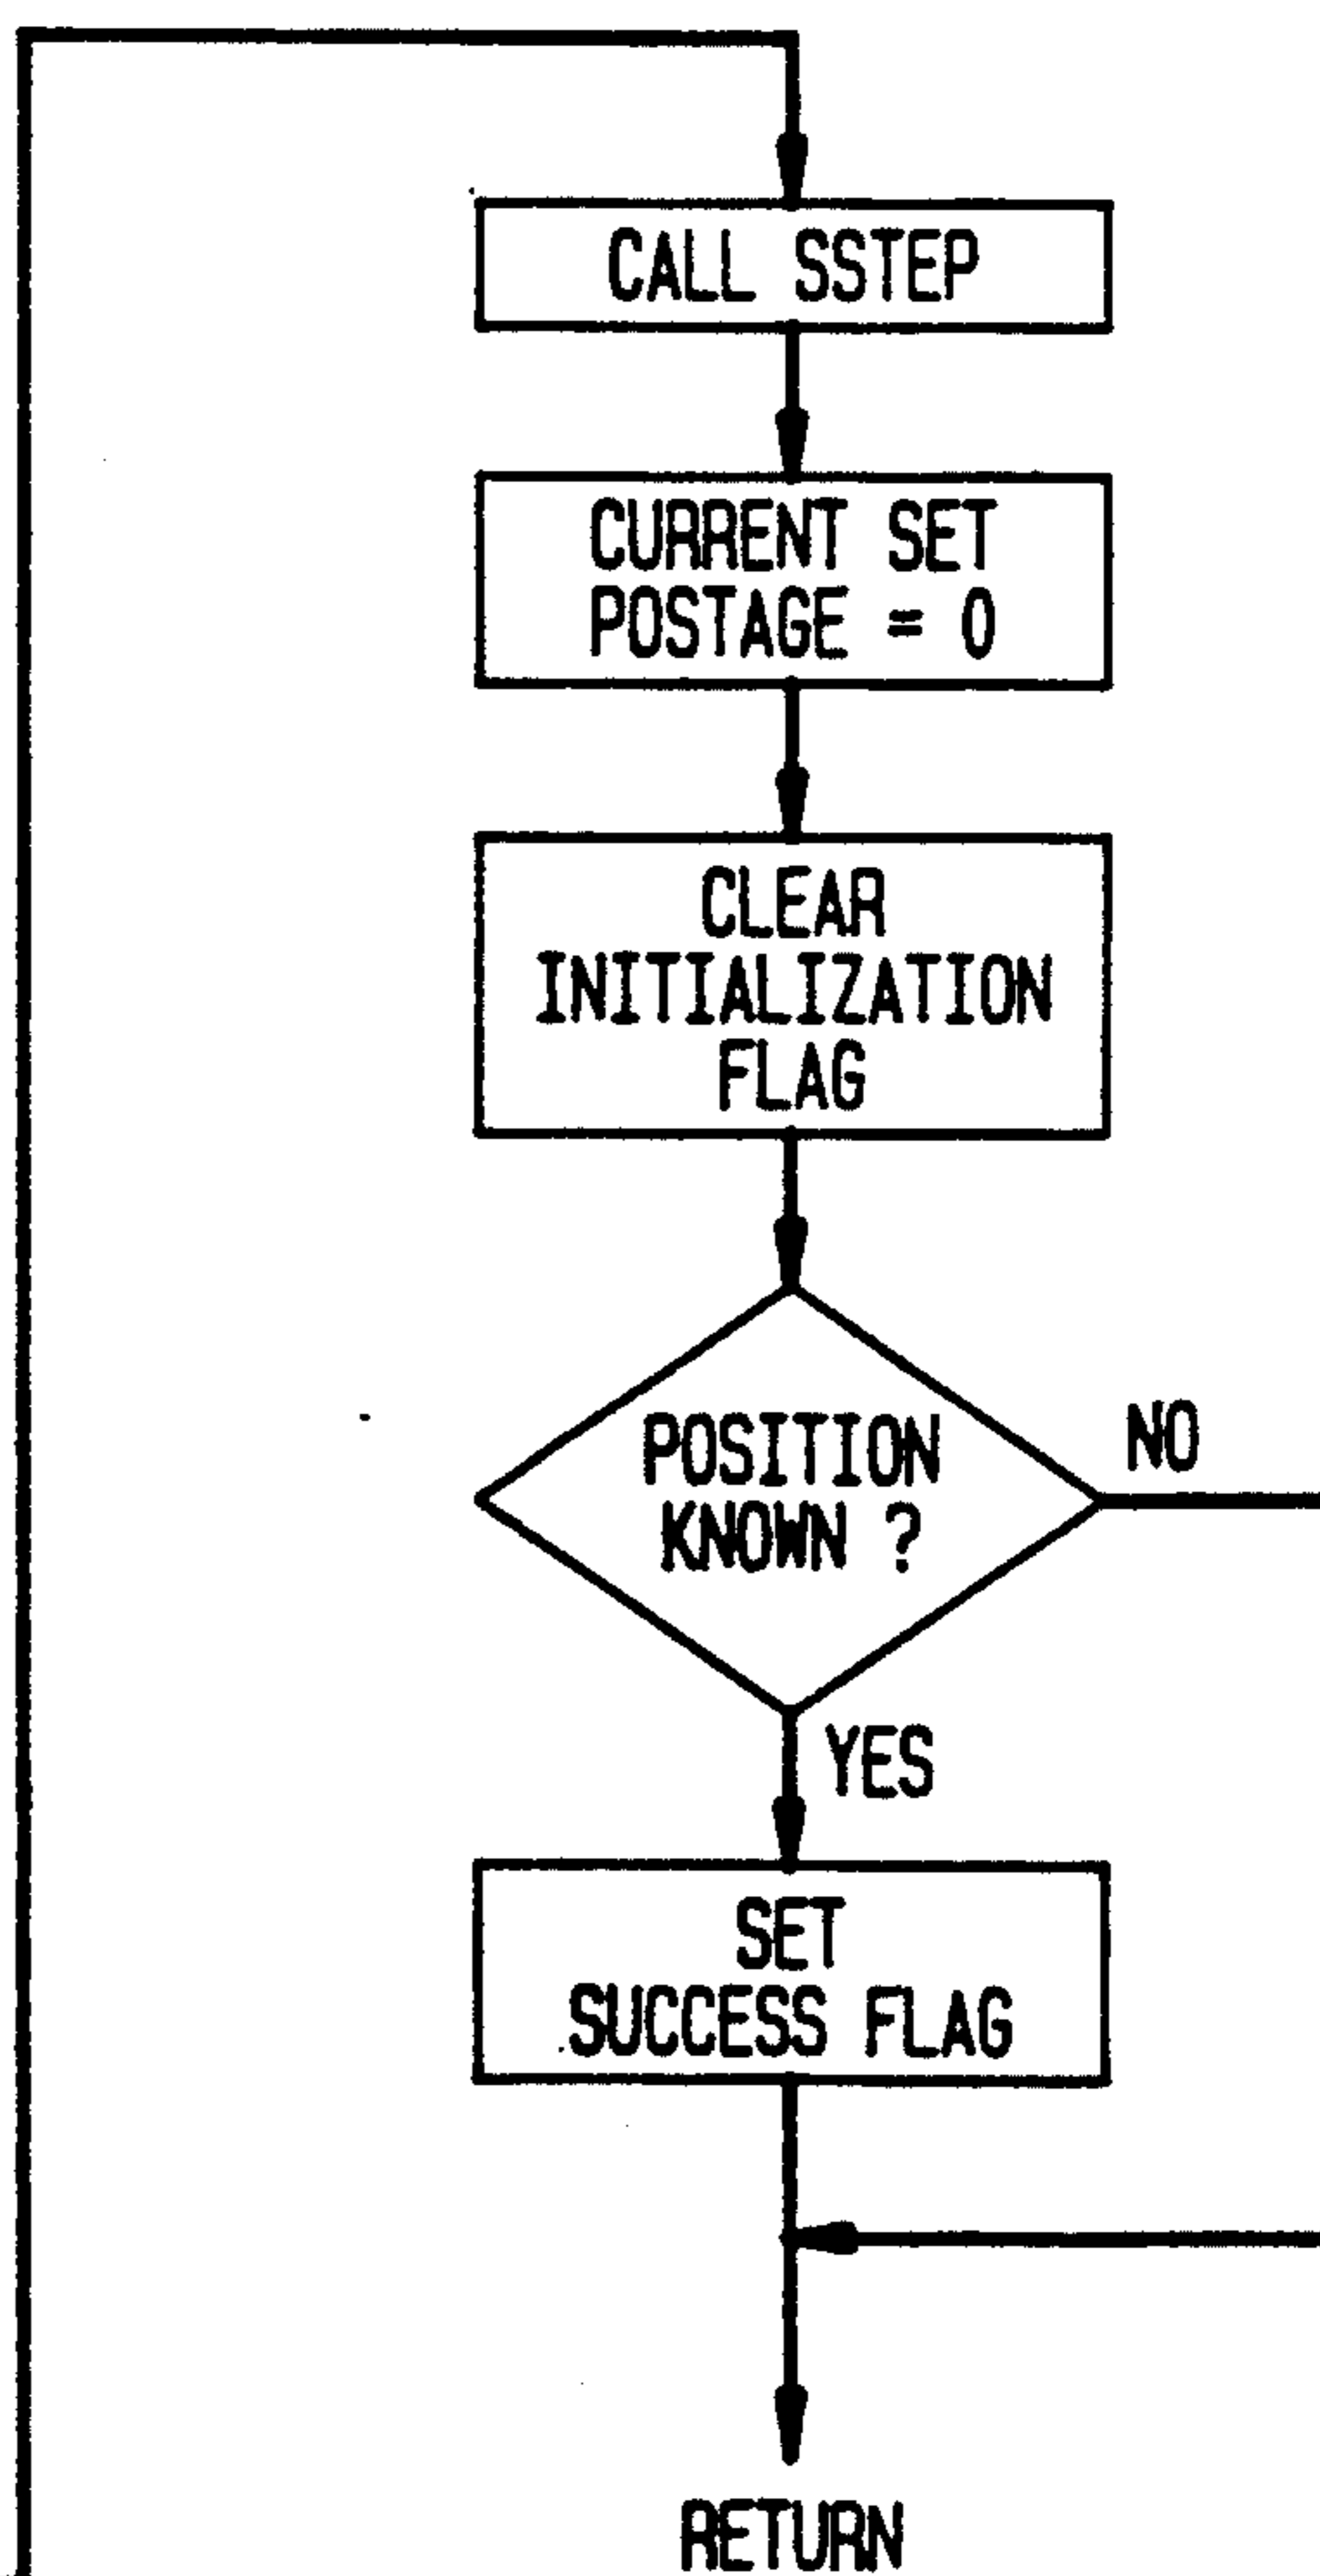 CALL SSTEP
CURRENT SET
POSTAGE = 0
CLEAR
INITIALIZATION
FLAG
POSITION
KNOWN ?
NO
YES
SET
SUCCESS FLAG
RETURN